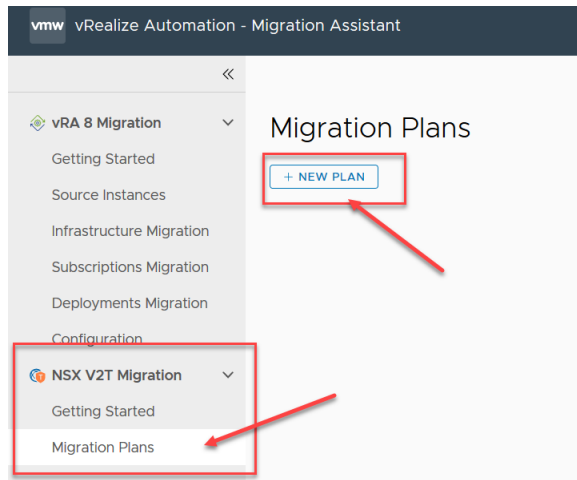 vmw vRealize Automation - Migration Assistant
«
vRA 8 Migration
Getting Started
Source Instances
Infrastructure Migration
Subscriptions Migration
Deployments Migration
Configuration
NSX V2T Migration
Getting Started
Migration Plans
Migration Plans
+ NEW PLAN